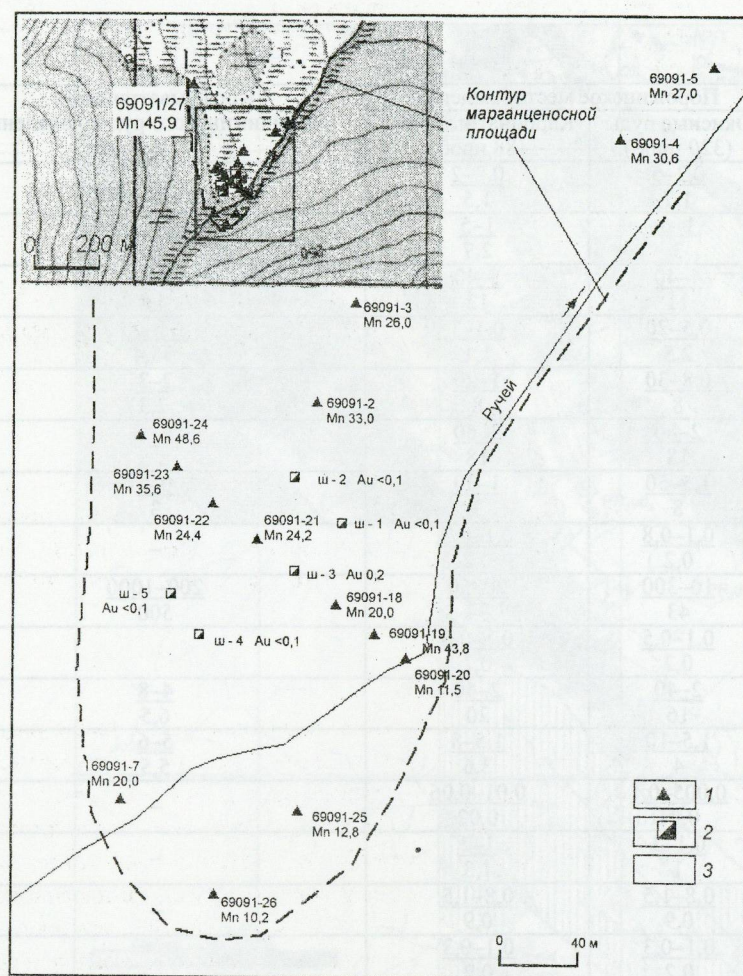 69091/27
Mn 45,9
Контур
марганценосной
площади
0 200 м
69091-5
Mn 27,0
69091-4
Mn 30,6
69091-3
Mn 26,0
Ручей
69091-2
Mn 33,0
69091-24
Mn 48,6
69091-23
Mn 35,6
ш - 2 Au <0,1
69091-22
Mn 24,4
69091-21
Mn 24,2
ш - 1 Au <0,1
ш - 3 Au 0,2
ш - 5
Au <0,1
69091-18
Mn 20,0
ш - 4 Au <0,1
69091-19
Mn 43,8
69091-20
Mn 11,5
69091-7
Mn 20,0
69091-25
Mn 12,8
69091-26
Mn 10,2
1
2
3
0 40 м